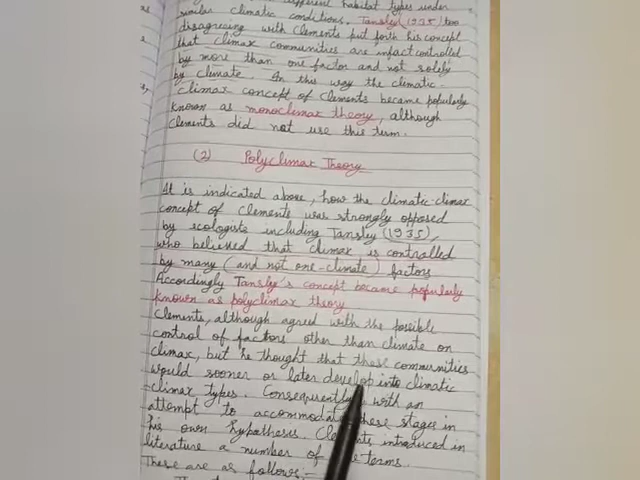 different habitat types under
similar climatic conditions. Tansley (1935) too
disagreeing with Clements put forth his concept
that climax communities are infact controlled
by more than one factor and not solely
by climate. In this way the climatic-
climax concept of Clements became popularly
known as monoclimax theory, although
Clements did not use this term.
(2) Polyclimax Theory
It is indicated above, how the climatic-climax
concept of Clements was strongly opposed
by ecologists including Tansley (1935),
who believed that climax is controlled
by many (and not one-climate) factors
Accordingly Tansley's concept became popularly
known as polyclimax theory
Clements, although agreed with the possible
control of factors other than climate on
climax, but he thought that these communities
would sooner or later develop into climatic
climax types. Consequently with an
attempt to accommodate these stages in
his own hypothesis. Clements introduced in
literature a number of terms.
These are as follows:-